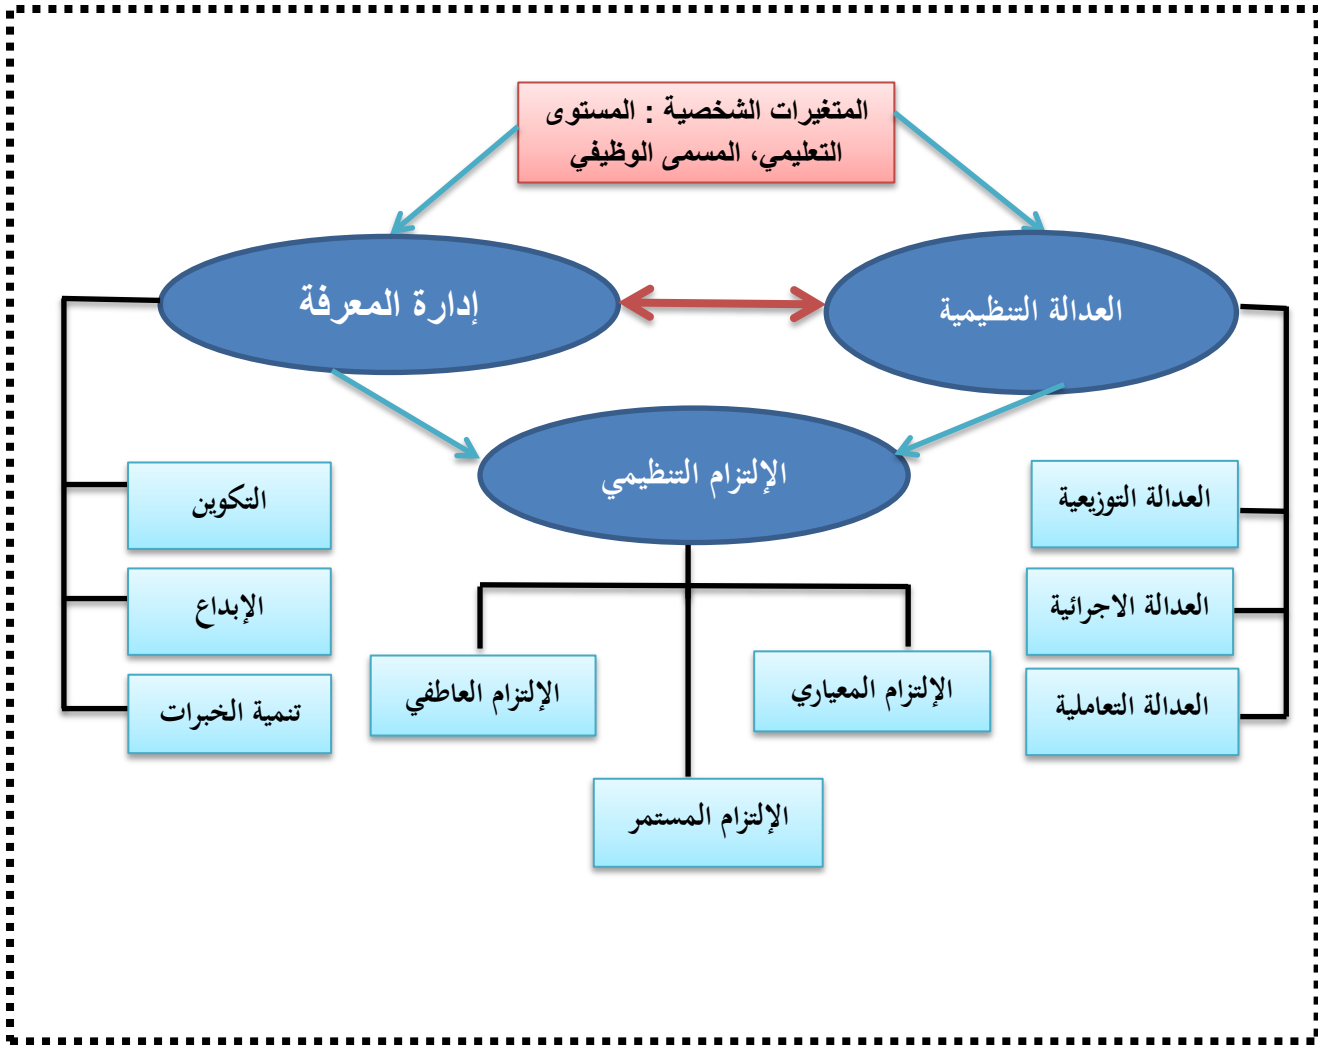 المتغيرات الشخصية : المستوى
التعليمي، المسمى الوظيفي
العدالة التنظيمية
إدارة المعرفة
الإلتزام التنظيمي
العدالة التوزيعية
العدالة الاجرائية
العدالة التعاملية
التكوين
الإبداع
تنمية الخبرات
الإلتزام المعياري
الإلتزام العاطفي
الإلتزام المستمر